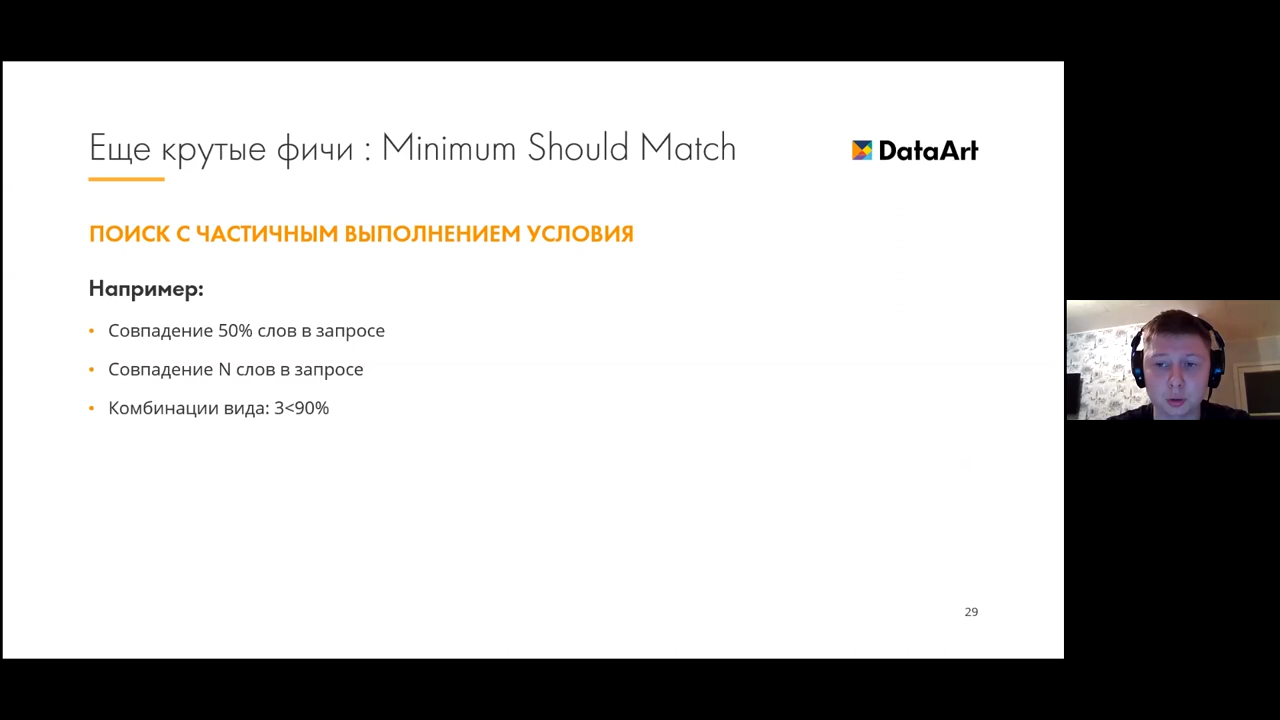 Еще крутые фичи : Minimum Should Match
DataArt
ПОИСК С ЧАСТИЧНЫМ ВЫПОЛНЕНИЕМ УСЛОВИЯ
Например:
• Совпадение 50% слов в запросе
• Совпадение N слов в запросе
• Комбинации вида: 3<90%
29